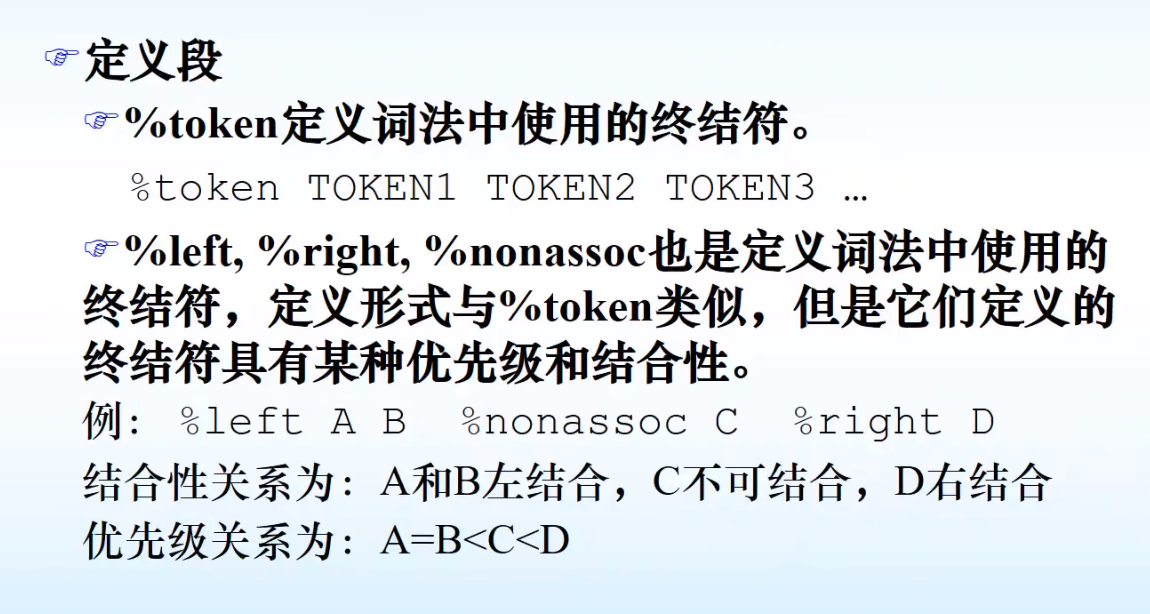 定义段
%token定义词法中使用的终结符。
%token TOKEN1 TOKEN2 TOKEN3 …
%left, %right, %nonassoc也是定义词法中使用的
终结符，定义形式与%token类似，但是它们定义的
终结符具有某种优先级和结合性。
例： %left A B %nonassoc C %right D
结合性关系为：A和B左结合，C不可结合，D右结合
优先级关系为：A=B<C<D